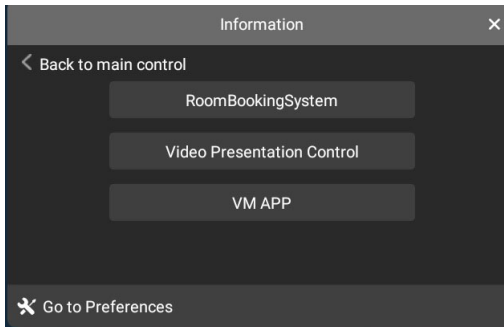 Information
Back to main control
RoomBookingSystem
Video Presentation Control
VM APP
Go to Preferences